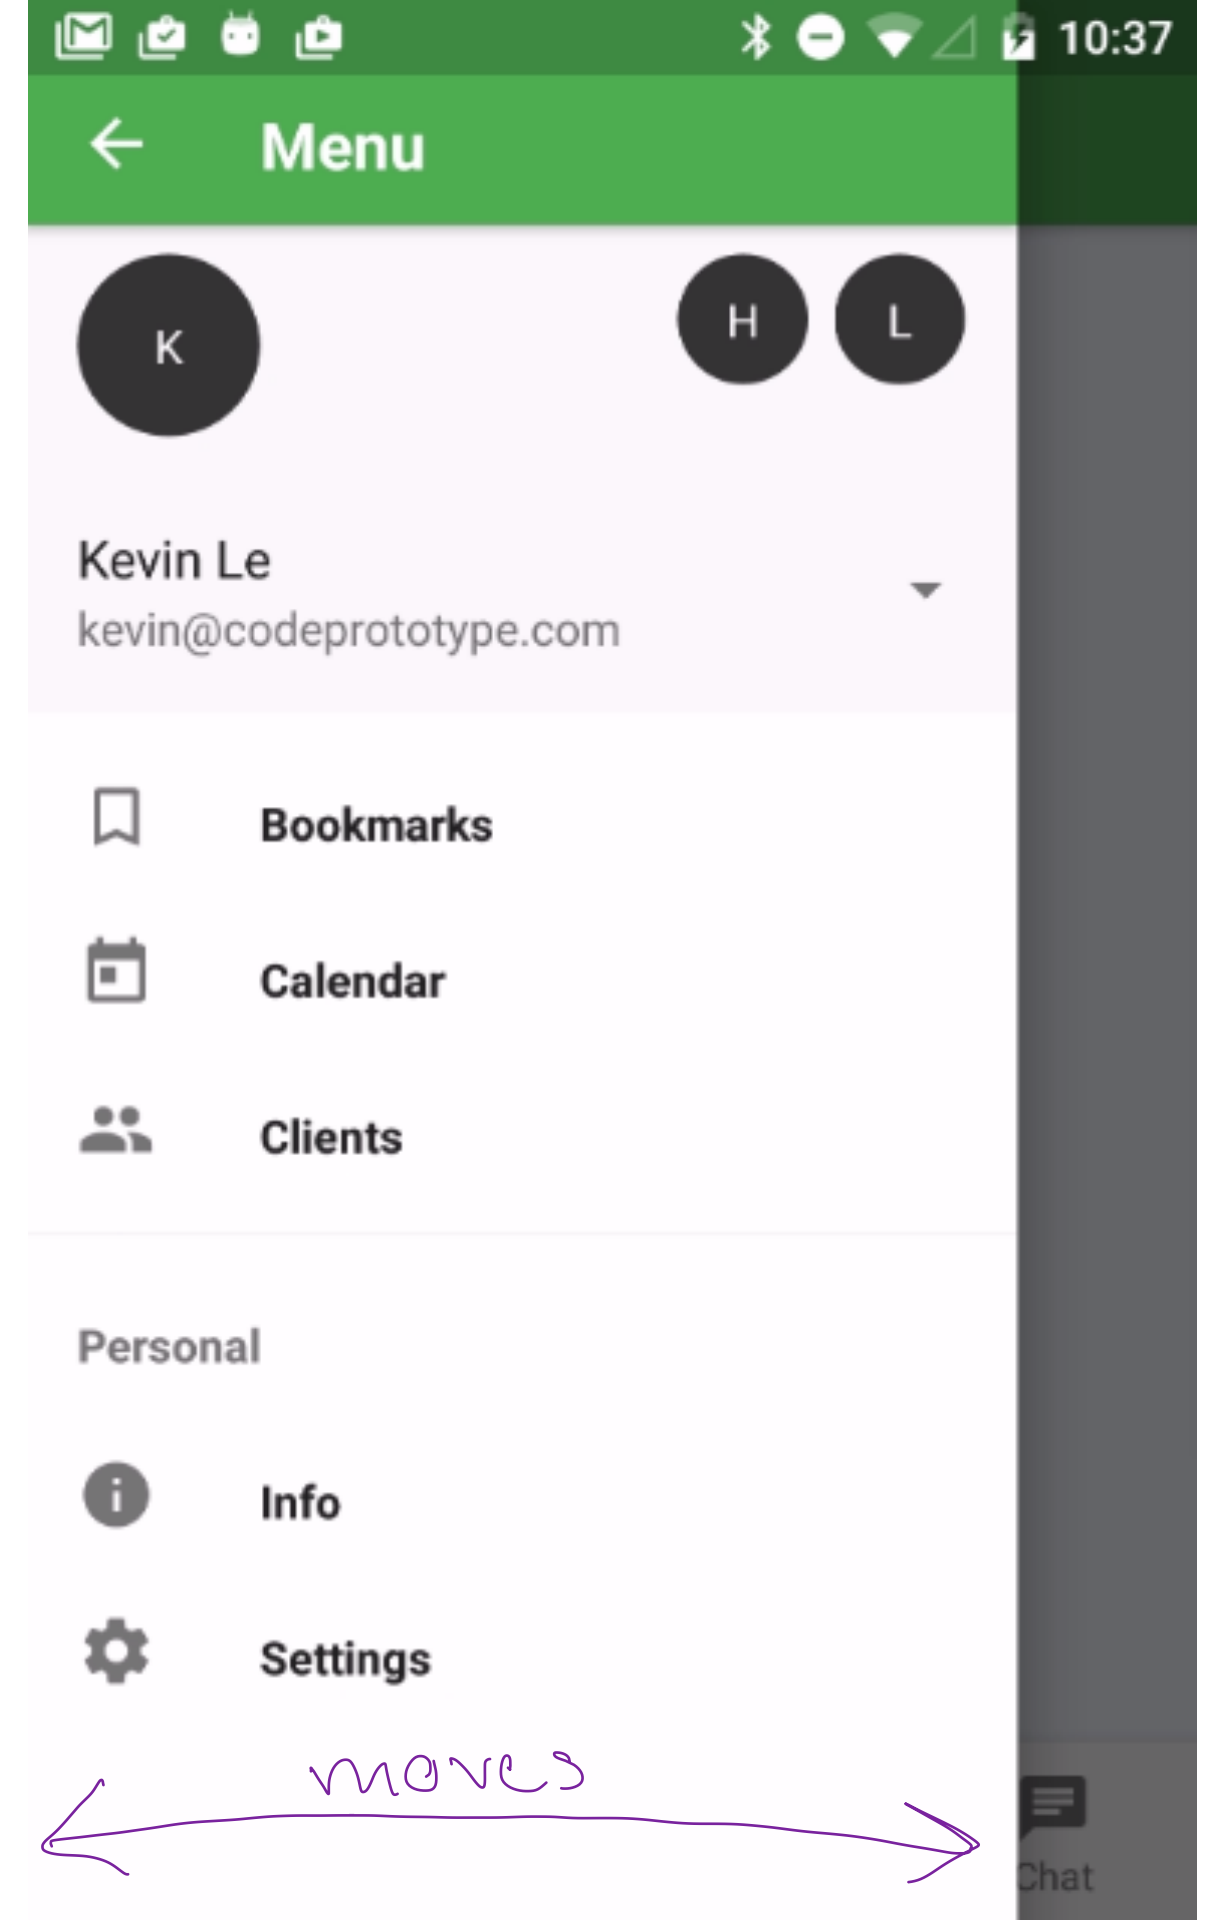 10:37
Menu
K
H
L
Kevin Le
kevin@codeprototype.com
Bookmarks
Calendar
Clients
Personal
Info
Settings
moves
Chat